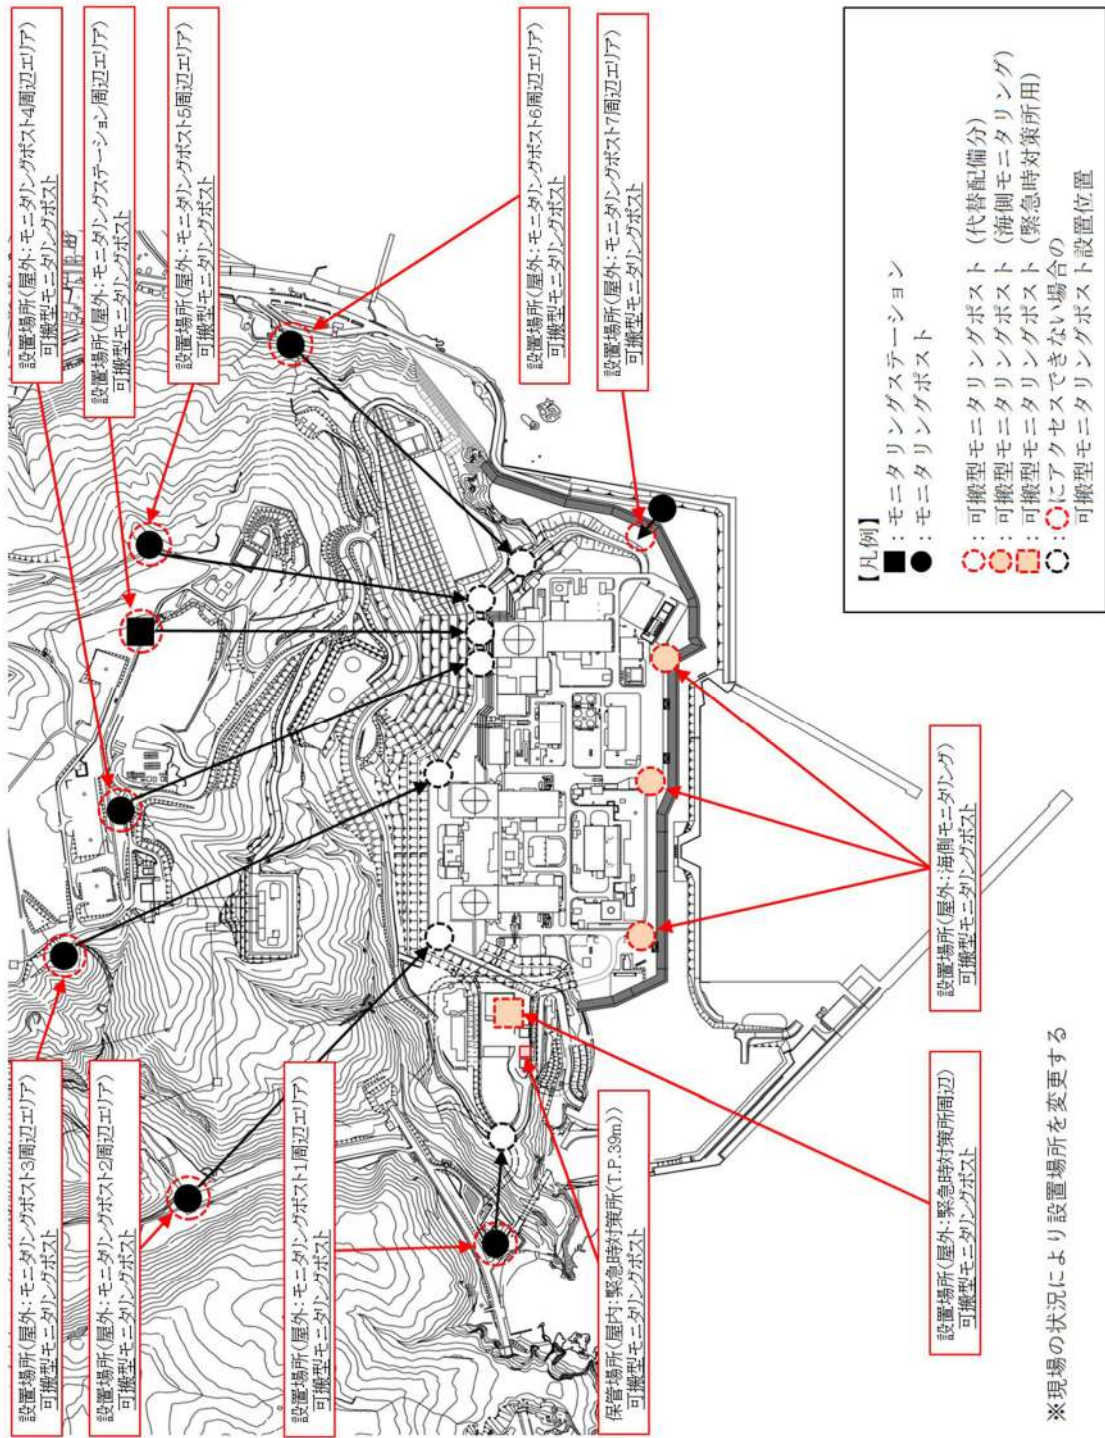 設置場所(屋外:モニタリングポスト3周辺エリア)
可搬型モニタリングポスト
設置場所(屋外:モニタリングポスト2周辺エリア)
可搬型モニタリングポスト
設置場所(屋外:モニタリングポスト1周辺エリア)
可搬型モニタリングポスト
保管場所(屋内:緊急時対策所(T.P.39m))
可搬型モニタリングポスト
設置場所(屋外:緊急時対策所周辺)
可搬型モニタリングポスト
設置場所(屋外:海側モニタリング)
可搬型モニタリングポスト
設置場所(屋外:モニタリングポスト4周辺エリア)
可搬型モニタリングポスト
設置場所(屋外:モニタリングステーション周辺エリア)
可搬型モニタリングポスト
設置場所(屋外:モニタリングポスト5周辺エリア)
可搬型モニタリングポスト
設置場所(屋外:モニタリングポスト6周辺エリア)
可搬型モニタリングポスト
設置場所(屋外:モニタリングポスト7周辺エリア)
可搬型モニタリングポスト
【凡例】
:モニタリングステーション
:モニタリングポスト
:可搬型モニタリングポスト(代替配備分)
:可搬型モニタリングポスト(海側モニタリング)
:可搬型モニタリングポスト(緊急時対策所用)
:にアクセスできない場合の
可搬型モニタリングポスト設置位置
※現場の状況により設置場所を変更する